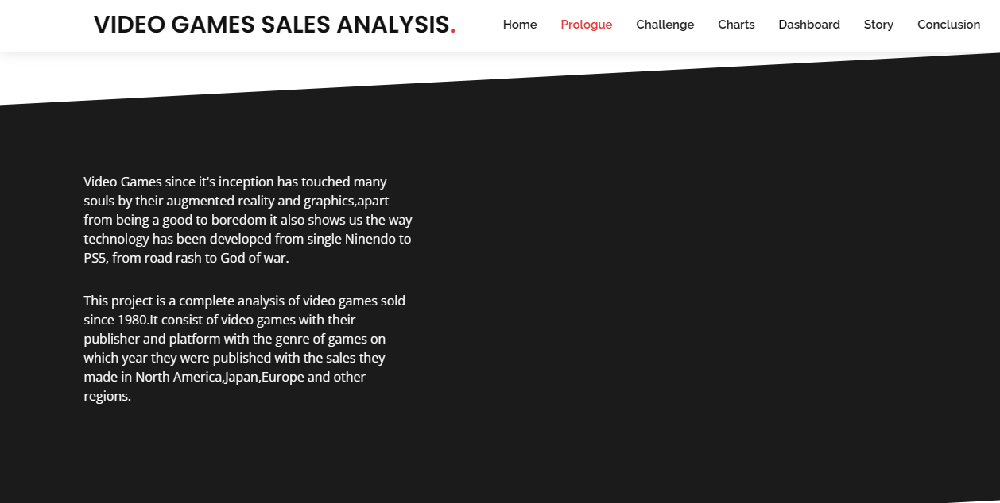 VIDEO GAMES SALES ANALYSIS.
Home Prologue Challenge Charts Dashboard Story Conclusion
Video Games since it's inception has touched many
souls by their augmented reality and graphics,apart
from being a good to boredom it also shows us the way
technology has been developed from single Ninendo to
PS5, from road rash to God of war.
This project is a complete analysis of video games sold
since 1980.It consist of video games with their
publisher and platform with the genre of games on
which year they were published with the sales they
made in North America,Japan,Europe and other
regions.